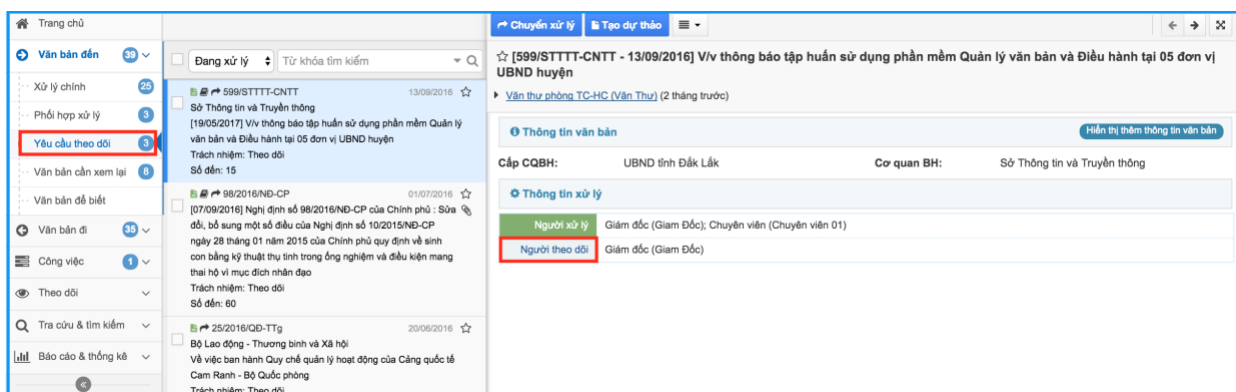 Trang chủ
Văn bản đến 39
Xử lý chính 25
Phối hợp xử lý 3
Yêu cầu theo dõi 3
Văn bản cần xem lại 8
Văn bản để biết
Văn bản đi 35
Công việc 1
Theo dõi
Tra cứu & tìm kiếm
Báo cáo & thống kê
Đang xử lý Từ khóa tìm kiếm
599/STTTT-CNTT 13/09/2016
Sở Thông tin và Truyền thông
[19/05/2017] V/v thông báo tập huấn sử dụng phần mềm Quản lý
văn bản và Điều hành tại 05 đơn vị UBND huyện
Trách nhiệm: Theo dõi
Số đến: 15
98/2016/NĐ-CP 01/07/2016
[07/09/2016] Nghị định số 98/2016/NĐ-CP của Chính phủ : Sửa
đổi, bổ sung một số điều của Nghị định số 10/2015/NĐ-CP
ngày 28 tháng 01 năm 2015 của Chính phủ quy định về sinh
con bằng kỹ thuật thụ tinh trong ống nghiệm và điều kiện mang
thai hộ vì mục đích nhân đạo
Trách nhiệm: Theo dõi
Số đến: 60
25/2016/QĐ-TTg 20/06/2016
Bộ Lao động - Thương binh và Xã hội
Về việc ban hành Quy chế quản lý hoạt động của Cảng quốc tế
Cam Ranh - Bộ Quốc phòng
Trách nhiệm: Theo dõi
Chuyển xử lý Tạo dự thảo
[599/STTTT-CNTT - 13/09/2016] V/v thông báo tập huấn sử dụng phần mềm Quản lý văn bản và Điều hành tại 05 đơn vị
UBND huyện
Văn thư phòng TC-HC (Văn Thư) (2 tháng trước)
Thông tin văn bản Hiển thị thêm thông tin văn bản
Cấp CQBH: UBND tỉnh Đắk Lắk Cơ quan BH: Sở Thông tin và Truyền thông
Thông tin xử lý
Người xử lý Giám đốc (Giam Đốc); Chuyên viên (Chuyên viên 01)
Người theo dõi Giám đốc (Giam Đốc)